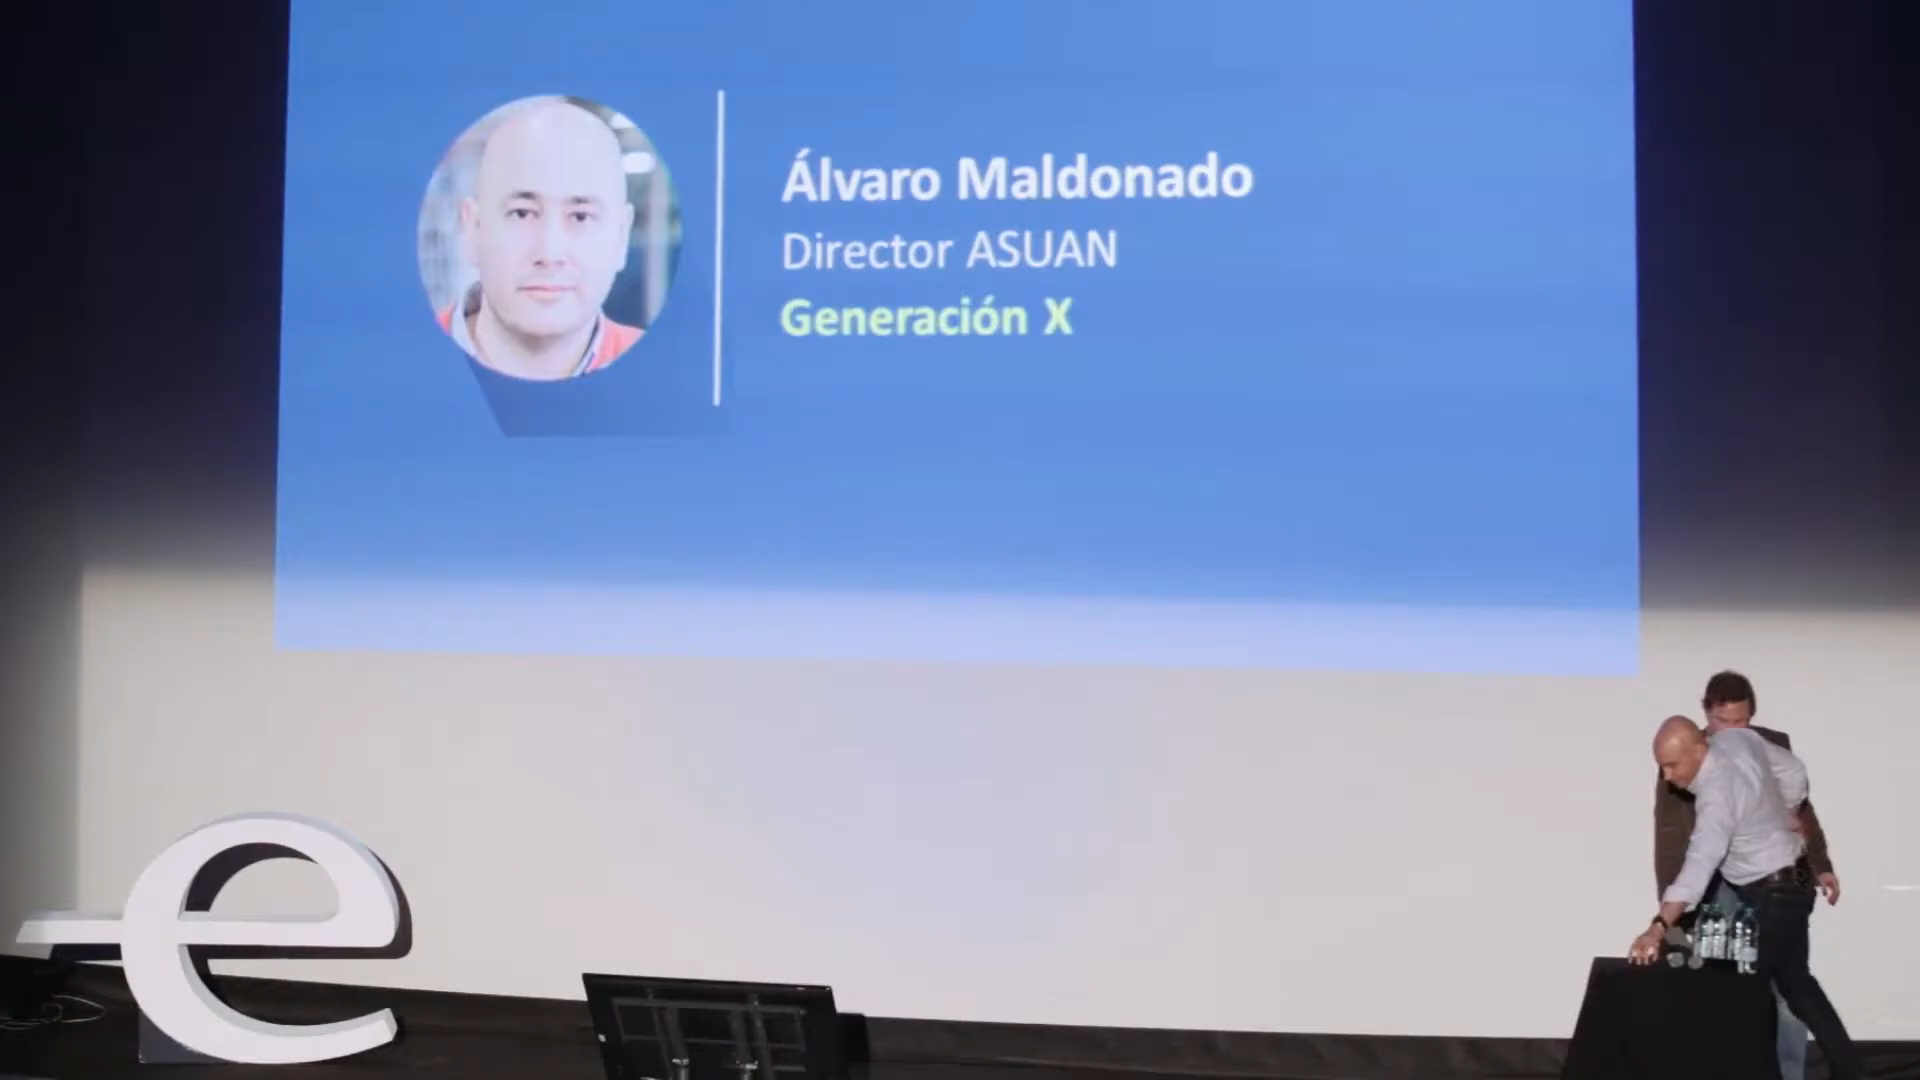 Álvaro Maldonado
Director ASUAN
Generación X
e